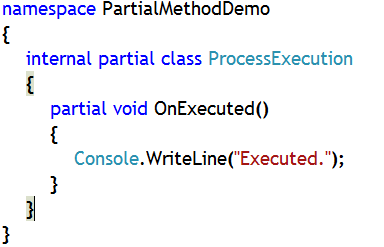 namespace PartialMethodDemo
{
internal partial class ProcessExecution
{
partial void OnExecuted()
{
Console.WriteLine("Executed.");
}
}
}